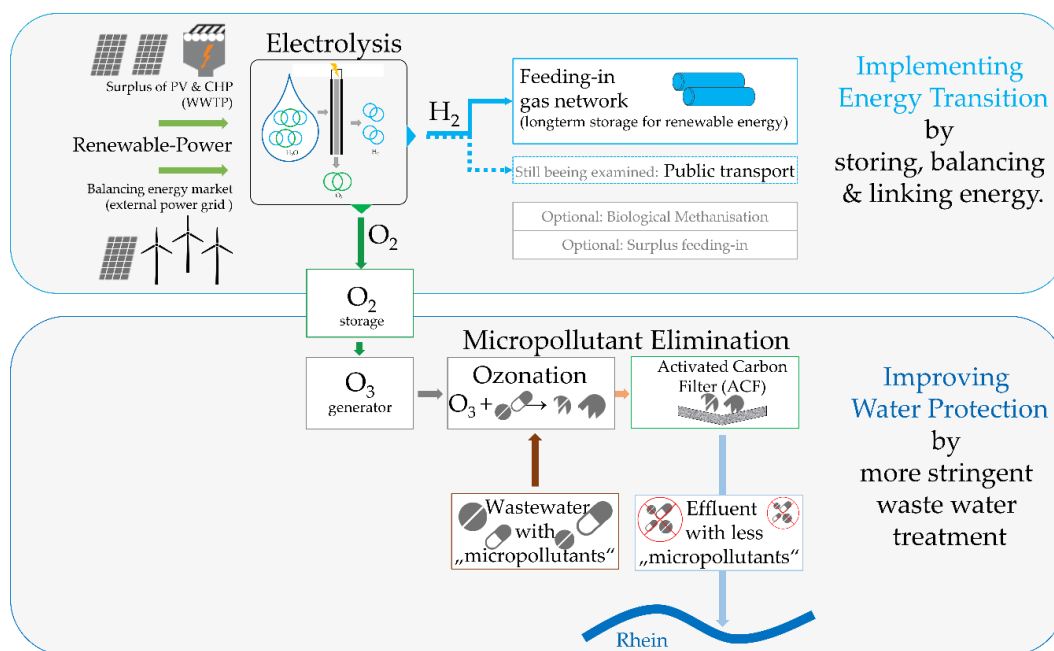 Electrolysis
Surplus of PV & CHP
(WWTP)
Renewable-Power
Balancing energy market
(external power grid )
H₂O
H₂
O₂
H₂
Feeding-in
gas network
(longterm storage for renewable energy)
Still beeing examined: Public transport
Optional: Biological Methanisation
Optional: Surplus feeding-in
Implementing
Energy Transition
by
storing, balancing
& linking energy.
O₂
O₂
storage
O₃
generator
Micropollutant Elimination
Ozonation
O₃ + →
Activated Carbon
Filter (ACF)
Wastewater
with
„micropollutants“
Effluent
with less
„micropollutants“
Rhein
Improving
Water Protection
by
more stringent
waste water
treatment